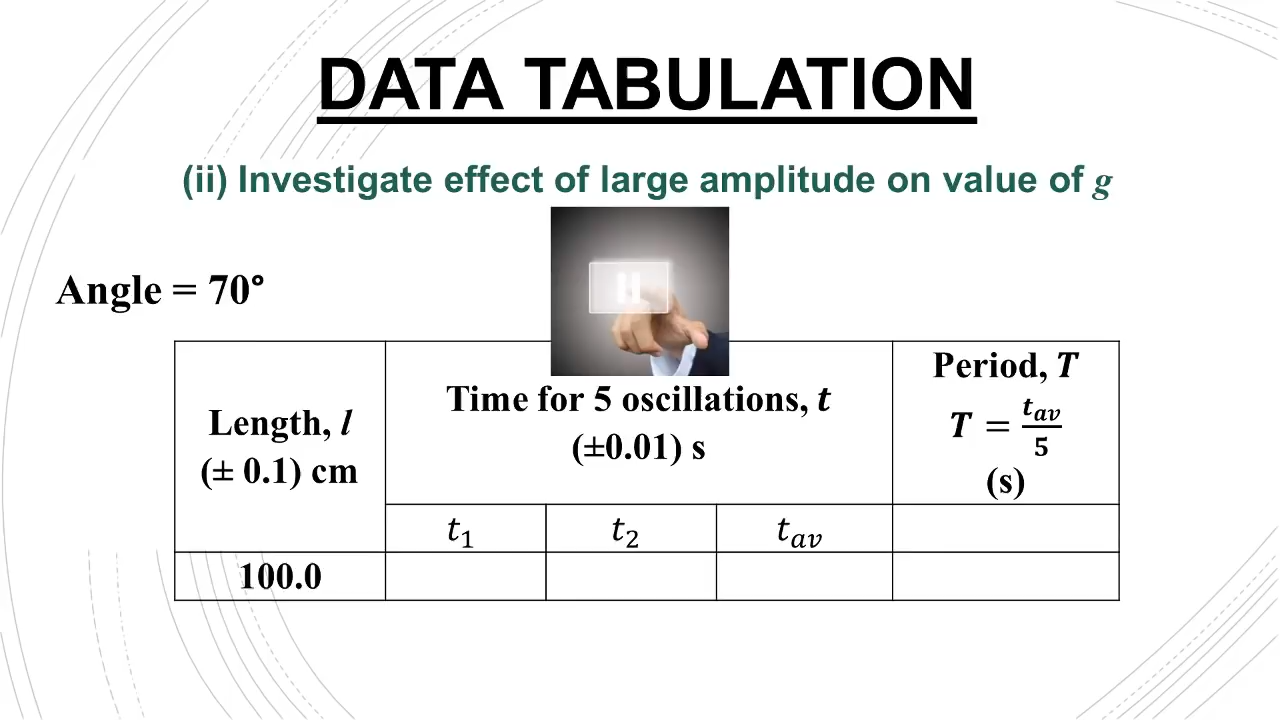 DATA TABULATION
(ii) Investigate effect of large amplitude on value of g
Angle = 70°
Length, l
(± 0.1) cm
Time for 5 oscillations, t
(±0.01) s
Period, T
T = t_av/5
(s)
t₁
t₂
t_av
100.0